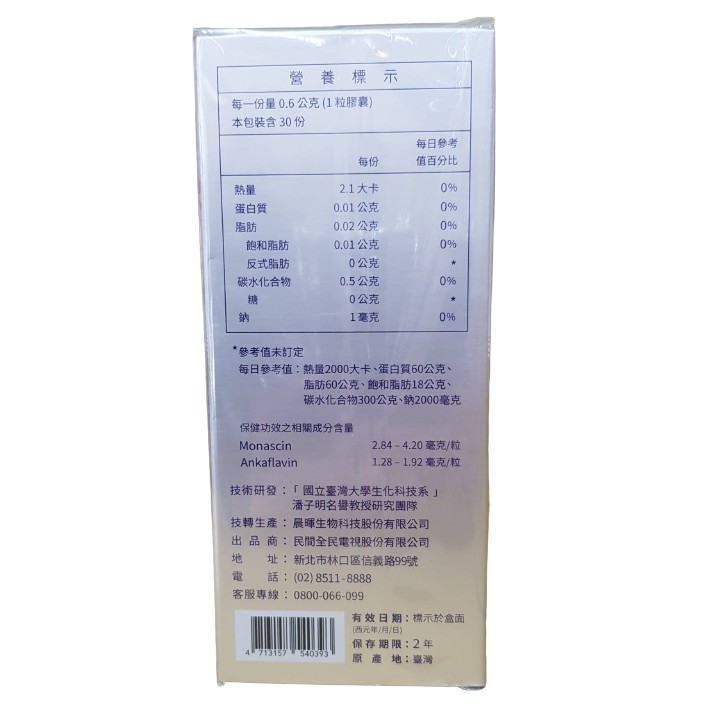 營養標示
每一份量 0.6 公克 (1 粒膠囊)
本包裝含 30 份
每份 每日參考值百分比
熱量 2.1 大卡 0%
蛋白質 0.01 公克 0%
脂肪 0.02 公克 0%
飽和脂肪 0.01 公克 0%
反式脂肪 0 公克 *
碳水化合物 0.5 公克 0%
糖 0 公克 *
鈉 1 毫克 0%
*參考值未訂定
每日參考值：熱量2000大卡、蛋白質60公克、
脂肪60公克、飽和脂肪18公克、
碳水化合物300公克、鈉2000毫克
保健功效之相關成分含量
Monascin 2.84 – 4.20 毫克/粒
Ankaflavin 1.28 – 1.92 毫克/粒
技術研發：「國立臺灣大學生化科技系」
潘子明名譽教授研究團隊
技轉生產：晨暉生物科技股份有限公司
出品商：民間全民電視股份有限公司
地址：新北市林口區信義路99號
電話：(02) 8511-8888
客服專線：0800-066-099
有效日期：標示於盒面
(西元年/月/日)
保存期限：2 年
原產地：臺灣
4 713157 540393